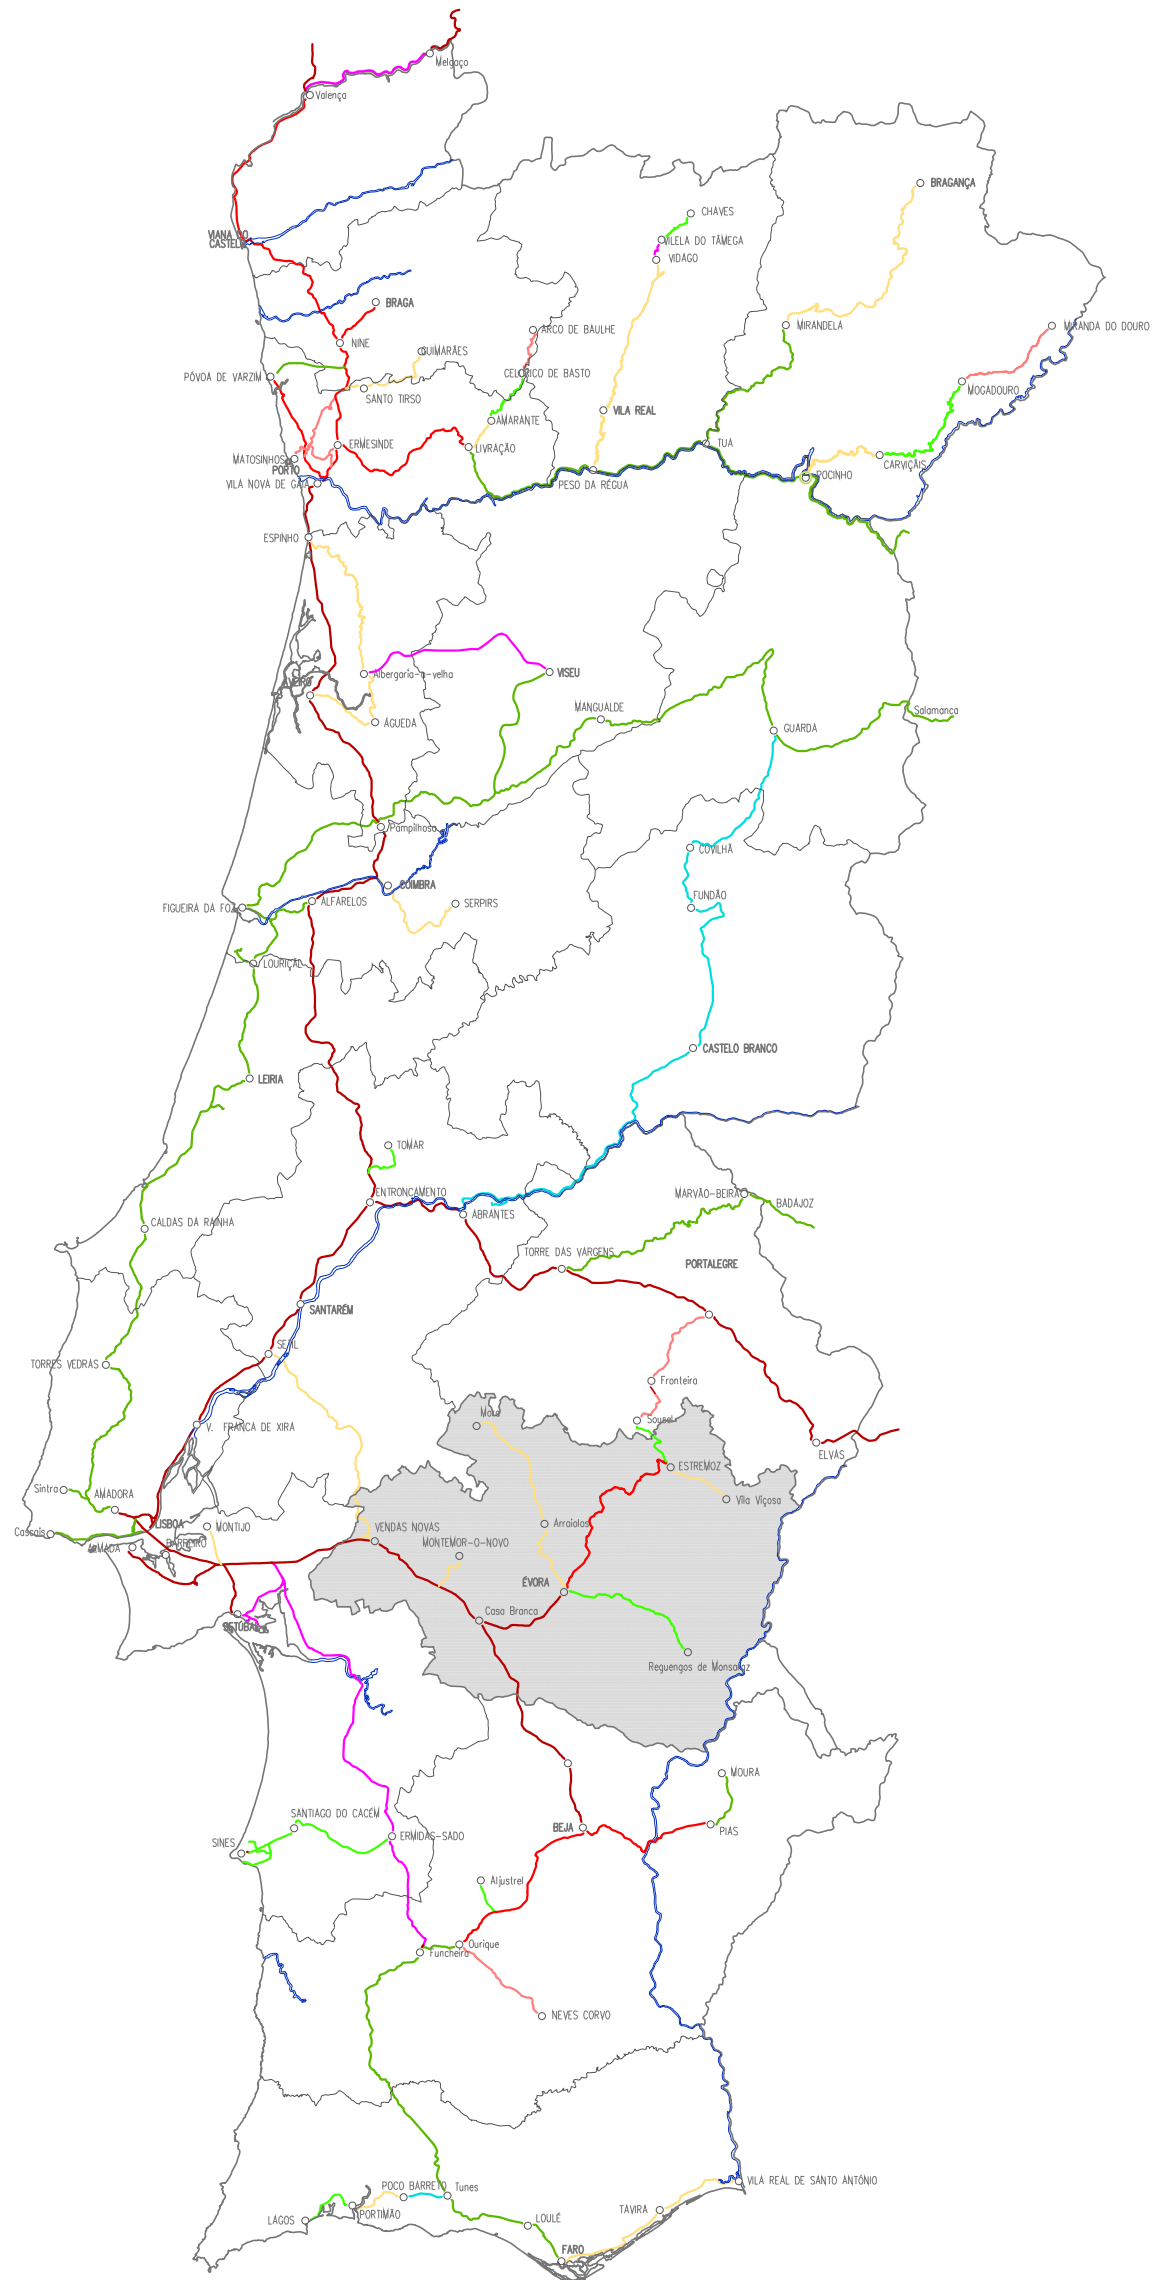 Melgaço
Valença
BRAGANÇA
CHAVES
VIANA DO
CASTELO
VILELA DO TÂMEGA
VIDAGO
BRAGA
MIRANDELA
MIRANDA DO DOURO
ARCO DE BAULHE
NINE
GUIMARÃES
CELORICO DE BASTO
PÓVOA DE VARZIM
SANTO TIRSO
MOGADOURO
VILA REAL
AMARANTE
ERMESINDE
LIVRAÇÃO
TUA
MATOSINHOS
PORTO
CARVIÇAIS
VILA NOVA DE GAIA
PESO DA RÉGUA
POCINHO
ESPINHO
Albergaria-a-velha
VISEU
AVEIRO
MANGUALDE
Salamanca
ÁGUEDA
GUARDA
Pampilhosa
COVILHÃ
COIMBRA
FUNDÃO
FIGUEIRA DA FOZ
ALFARELOS
SERPIRS
LOURIÇAL
CASTELO BRANCO
LEIRIA
TOMAR
ENTRONCAMENTO
MARVÃO-BEIRÃ
BADAJOZ
ABRANTES
CALDAS DA RAINHA
TORRE DAS VARGENS
PORTALEGRE
SANTARÉM
SETIL
TORRES VEDRAS
Fronteira
Mora
Sousel
V. FRANCA DE XIRA
ELVAS
ESTREMOZ
Sintra
AMADORA
Vila Viçosa
LISBOA
MONTIJO
Arraiolos
VENDAS NOVAS
Cascais
BARREIRO
MONTEMOR-O-NOVO
ALMADA
ÉVORA
Casa Branca
SETÚBAL
Reguengos de Monsaraz
MOURA
SANTIAGO DO CACÉM
BEJA
PIAS
ERMIDAS-SADO
SINES
Aljustrel
Ourique
Funcheira
NEVES CORVO
VILA REAL DE SANTO ANTÓNIO
POCO BARRETO
Tunes
TAVIRA
PORTIMÃO
LAGOS
LOULÉ
FARO